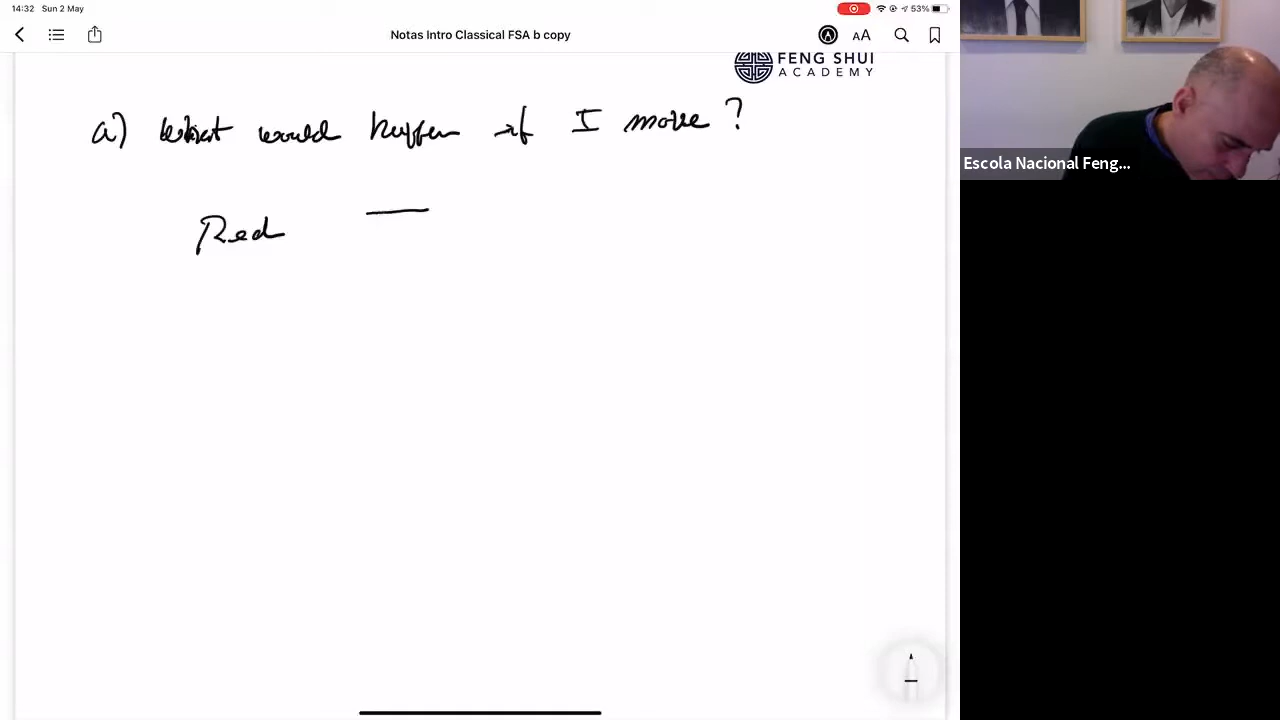 14:32 Sun 2 May 53%
Notas Intro Classical FSA b copy
AA
FENG SHUI
ACADEMY
a) What would happen if I move?
Red
Escola Nacional Feng...